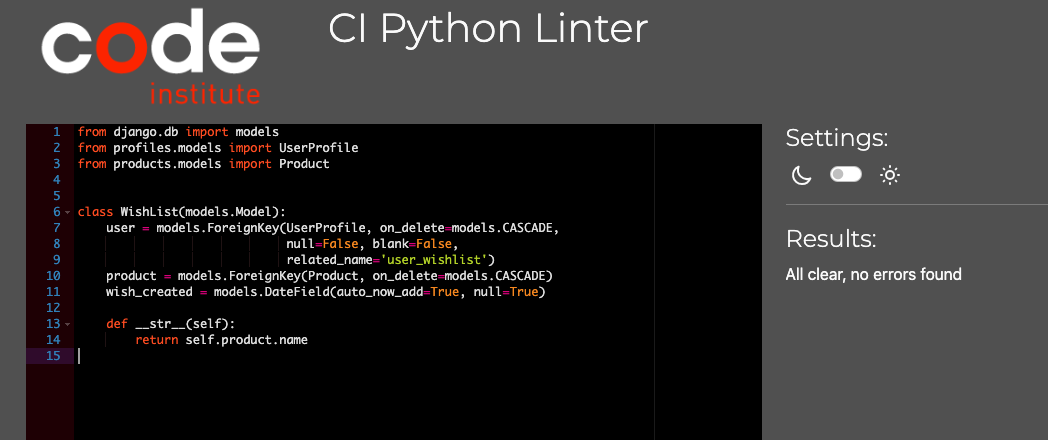 code
institute
CI Python Linter
1 from django.db import models
2 from profiles.models import UserProfile
3 from products.models import Product
4
5
6 class WishList(models.Model):
7     user = models.ForeignKey(UserProfile, on_delete=models.CASCADE,
8                              null=False, blank=False,
9                              related_name='user_wishlist')
10     product = models.ForeignKey(Product, on_delete=models.CASCADE)
11     wish_created = models.DateField(auto_now_add=True, null=True)
12
13     def __str__(self):
14         return self.product.name
15
Settings:
Results:
All clear, no errors found